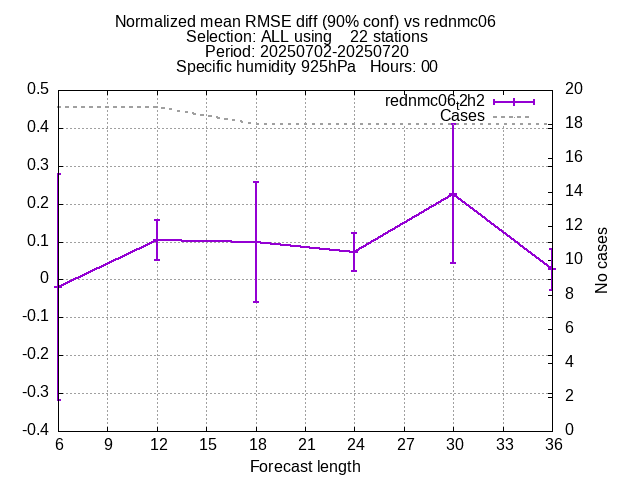 Normalized mean RMSE diff (90% conf) vs rednmc06
Selection: ALL using    22 stations
Period: 20250702-20250720
Specific humidity 925hPa   Hours: 00
rednmc06t2h2
Cases
0.5
0.4
0.3
0.2
0.1
0
-0.1
-0.2
-0.3
-0.4
20
18
16
14
12
10
8
6
4
2
0
No cases
6 9 12 15 18 21 24 27 30 33 36
Forecast length